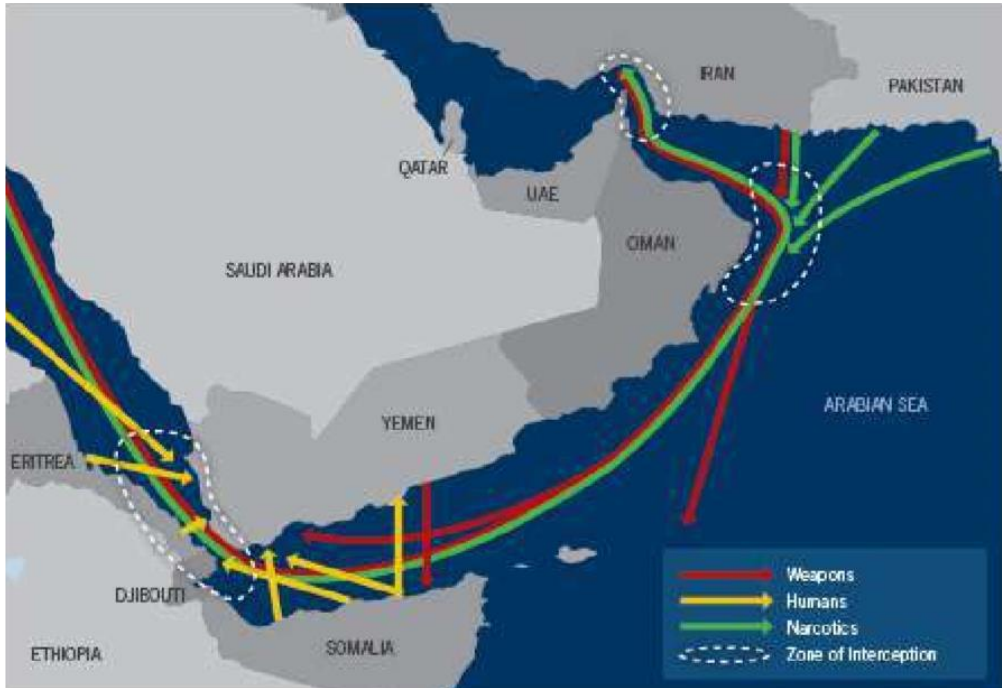 IRAN
PAKISTAN
QATAR
UAE
OMAN
SAUDI ARABIA
ARABIAN SEA
YEMEN
ERITREA
DJIBOUTI
SOMALIA
ETHIOPIA
Weapons
Humans
Narcotics
Zone of Interception